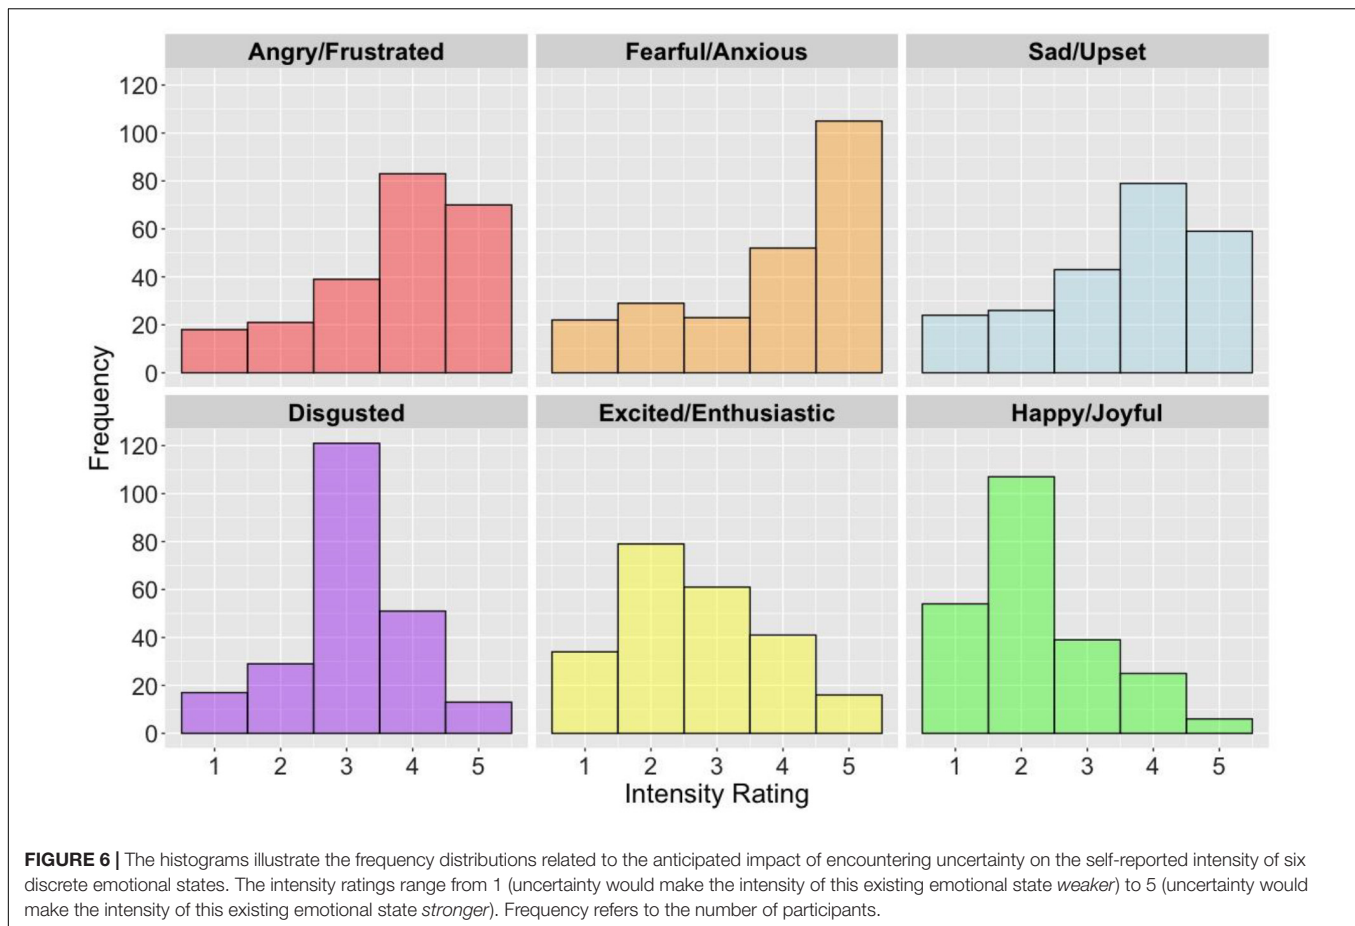 Angry/Frustrated
Fearful/Anxious
Sad/Upset
120
100
80
60
40
20
0
Frequency
Disgusted
Excited/Enthusiastic
Happy/Joyful
120
100
80
60
40
20
0
1 2 3 4 5
1 2 3 4 5
1 2 3 4 5
Intensity Rating
FIGURE 6 | The histograms illustrate the frequency distributions related to the anticipated impact of encountering uncertainty on the self-reported intensity of six
discrete emotional states. The intensity ratings range from 1 (uncertainty would make the intensity of this existing emotional state weaker) to 5 (uncertainty would
make the intensity of this existing emotional state stronger). Frequency refers to the number of participants.